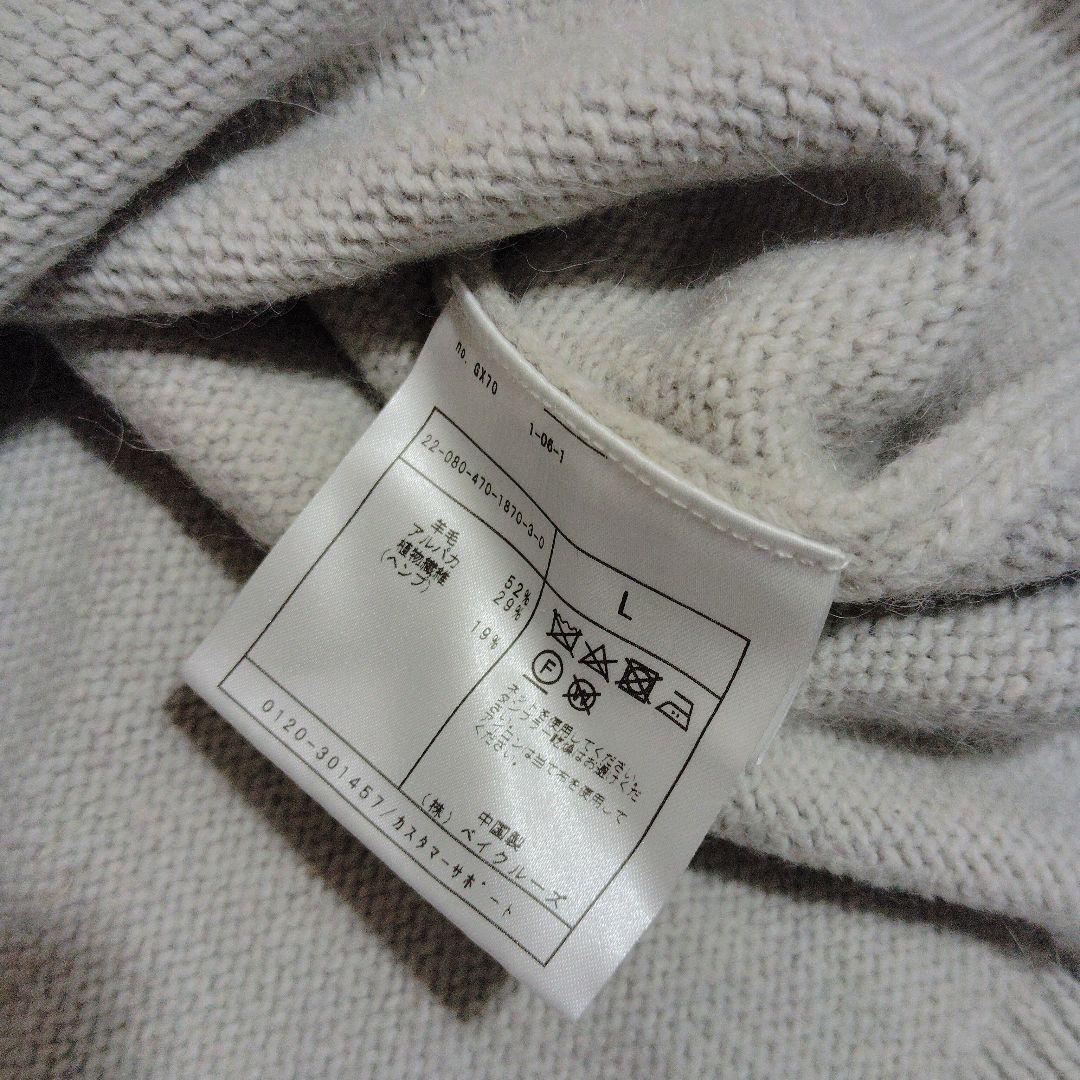 no. GX70
1-06-1
22-080-470-1870-3-0
羊毛 52%
アルパカ 29%
植物繊維
(ヘンプ) 19%
L
F
W
ネットを使用してください。
タンブラー乾燥はお避けくだ
さい。
アイロンは当て布を使用して
ください。
中国製
(株)ベイクルーズ
0120-301457/カスタマーサポート